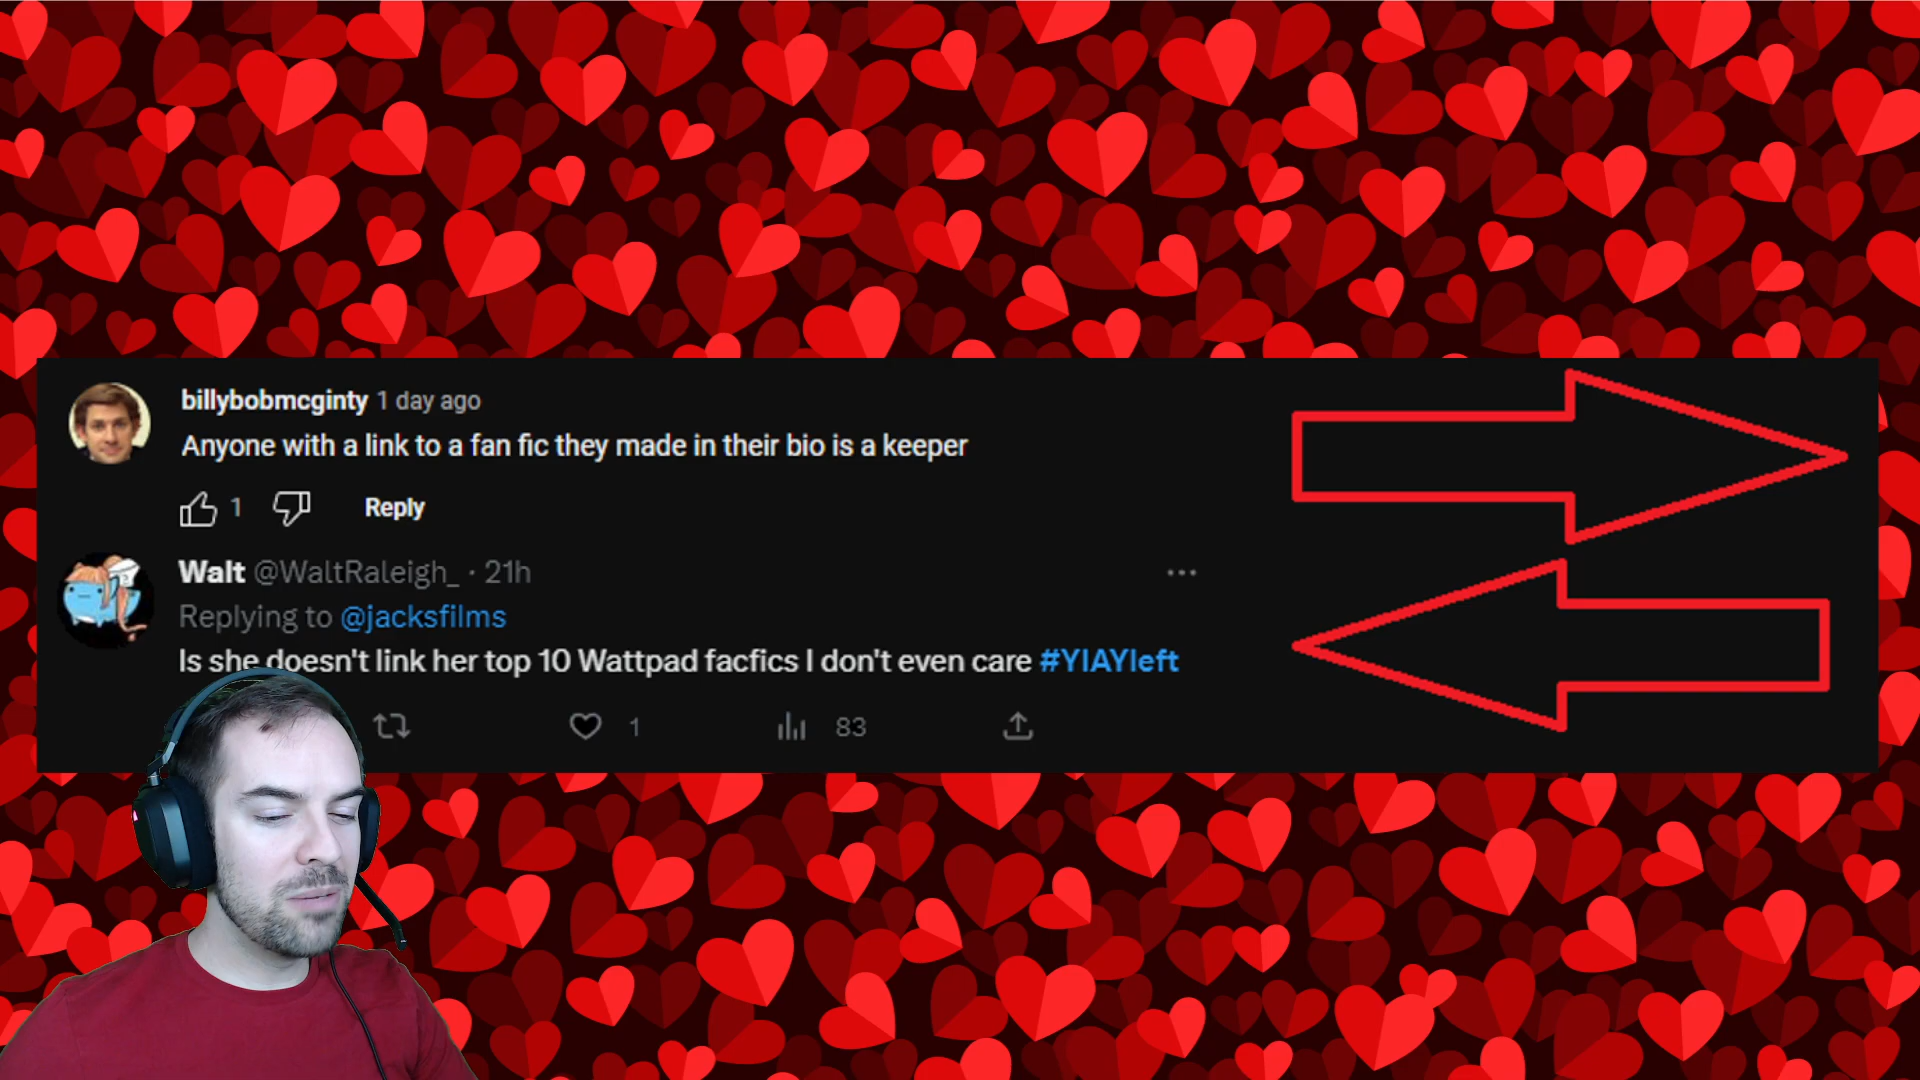 billybobmcginty 1 day ago
Anyone with a link to a fan fic they made in their bio is a keeper
1 Reply
Walt @WaltRaleigh_ · 21h
Replying to @jacksfilms
Is she doesn't link her top 10 Wattpad facfics I don't even care #YIAYleft
1 83